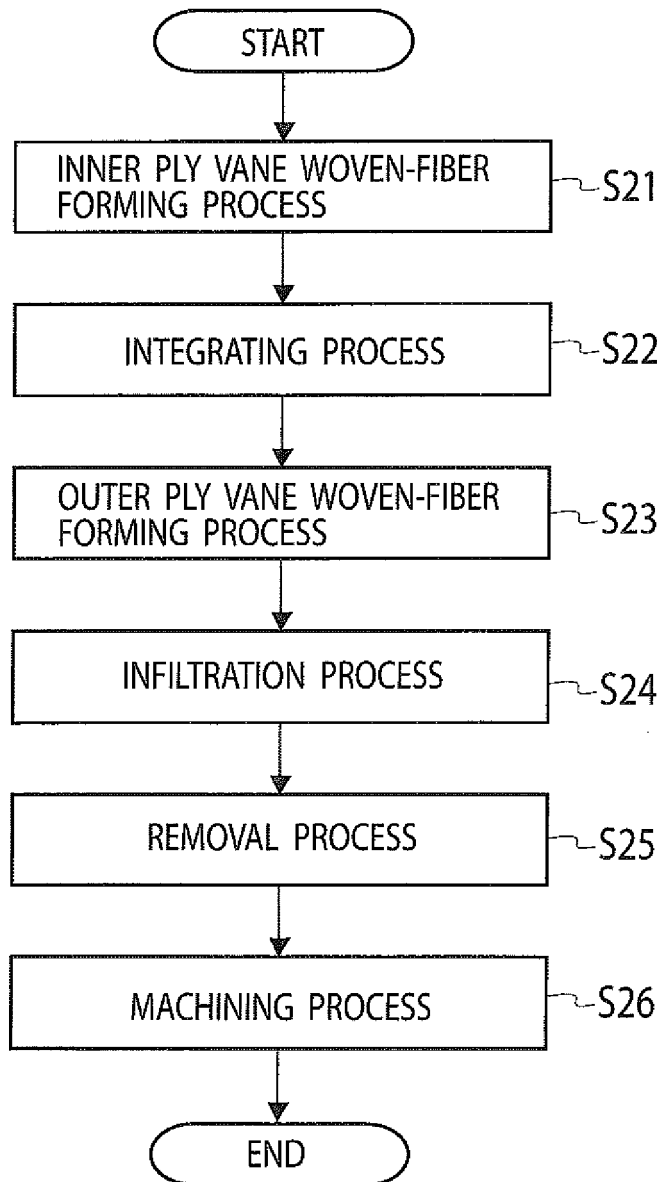 START
INNER PLY VANE WOVEN-FIBER
FORMING PROCESS
S21
INTEGRATING PROCESS
S22
OUTER PLY VANE WOVEN-FIBER
FORMING PROCESS
S23
INFILTRATION PROCESS
S24
REMOVAL PROCESS
S25
MACHINING PROCESS
S26
END